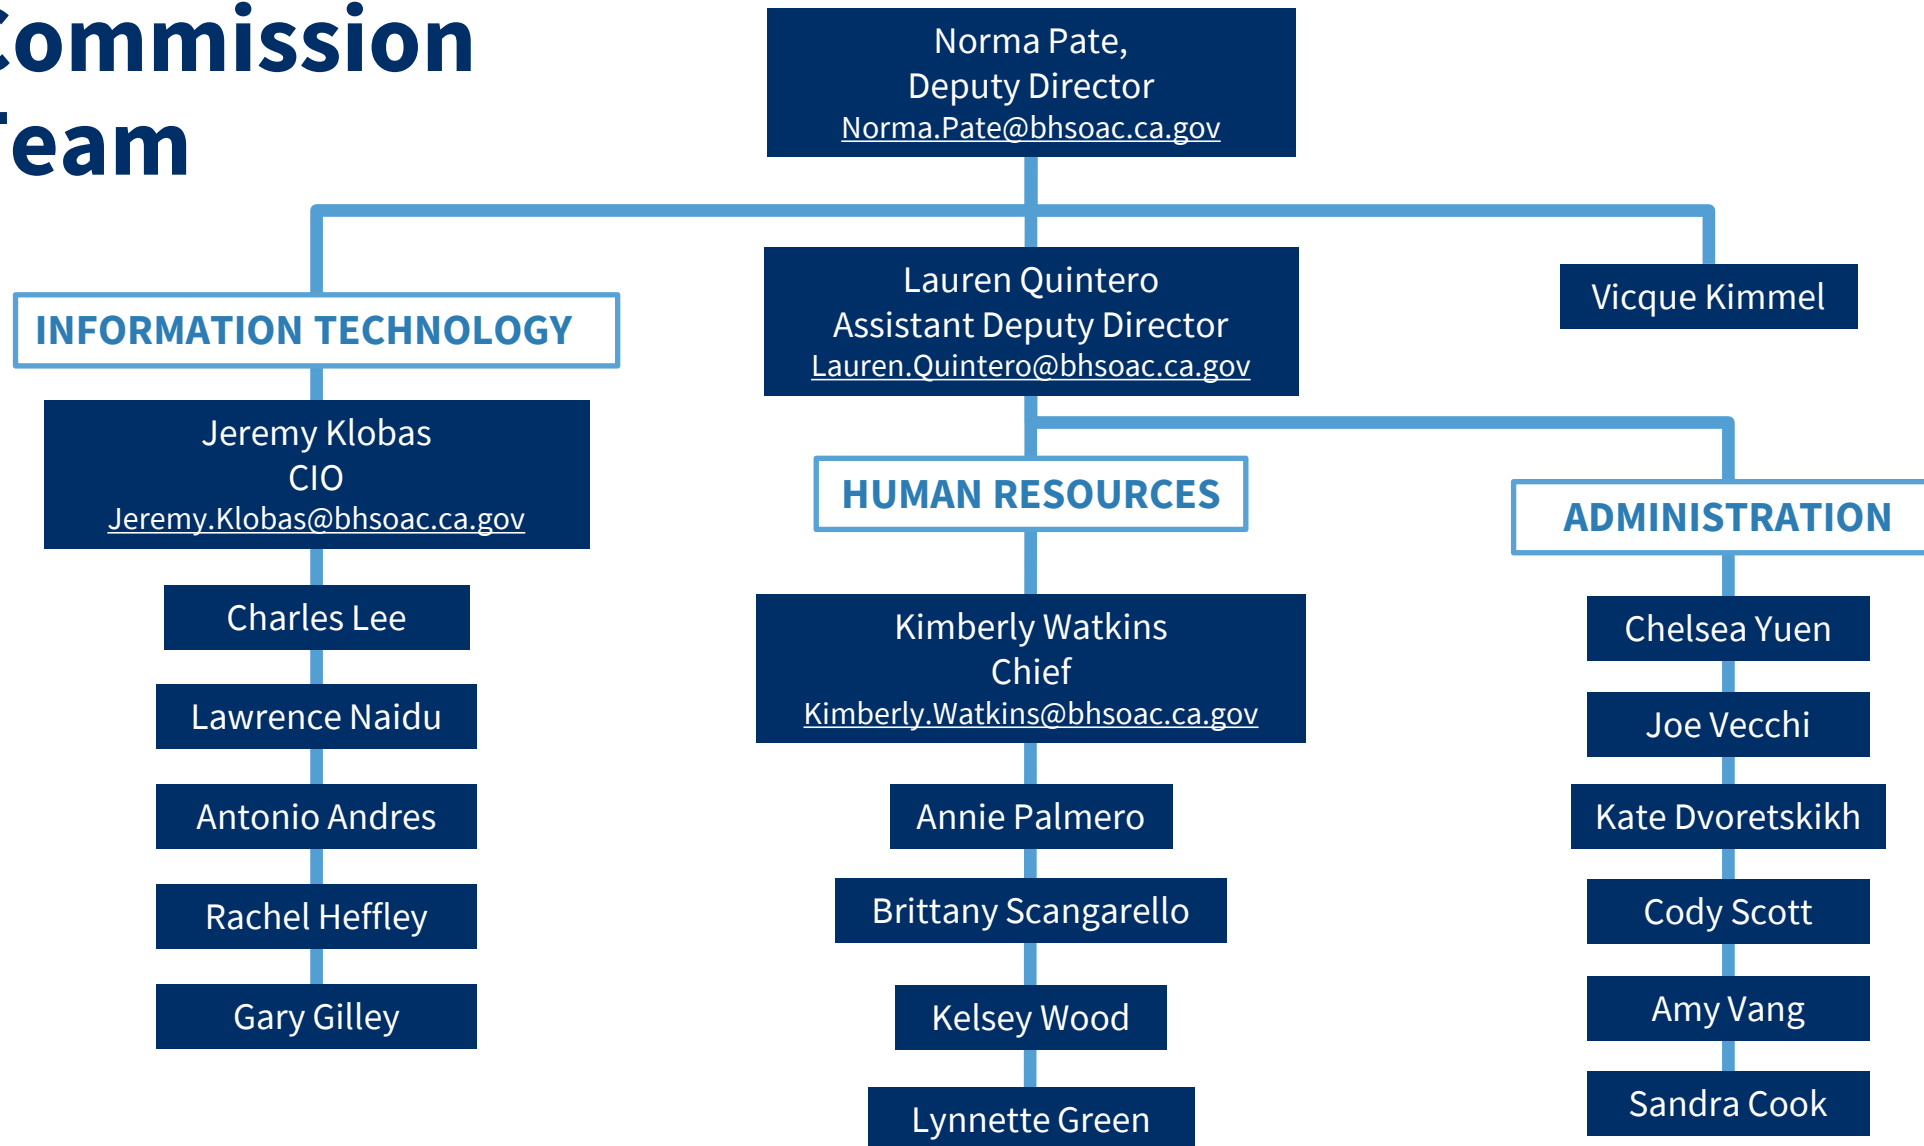 Commission
Team
Norma Pate,
Deputy Director
Norma.Pate@bhsoac.ca.gov
INFORMATION TECHNOLOGY
Jeremy Klobas
CIO
Jeremy.Klobas@bhsoac.ca.gov
Charles Lee
Lawrence Naidu
Antonio Andres
Rachel Heffley
Gary Gilley
Lauren Quintero
Assistant Deputy Director
Lauren.Quintero@bhsoac.ca.gov
HUMAN RESOURCES
Kimberly Watkins
Chief
Kimberly.Watkins@bhsoac.ca.gov
Annie Palmero
Brittany Scangarello
Kelsey Wood
Lynnette Green
Vicque Kimmel
ADMINISTRATION
Chelsea Yuen
Joe Vecchi
Kate Dvoretskikh
Cody Scott
Amy Vang
Sandra Cook